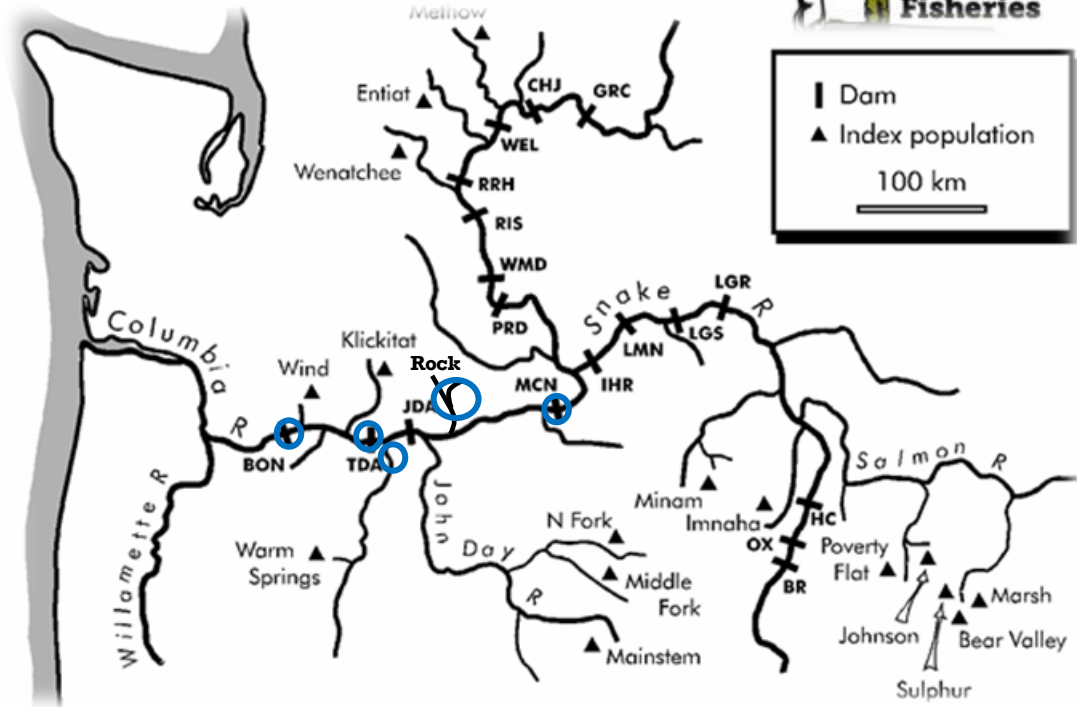 Methow
Fisheries
Dam
Index population
100 km
CHJ
GRC
Entiat
WEL
Wenatchee
RRH
RIS
WMD
PRD
Snake R
LGR
LGS
LMN
IHR
Columbia R
Klickitat
Wind
Rock
MCN
JDA
BON
TDA
Willamette R
John Day R
Warm
Springs
N Fork
Middle
Fork
Mainstem
Minam
Imnaha
Salmon R
HC
OX
BR
Poverty
Flat
Johnson
Marsh
Bear Valley
Sulphur